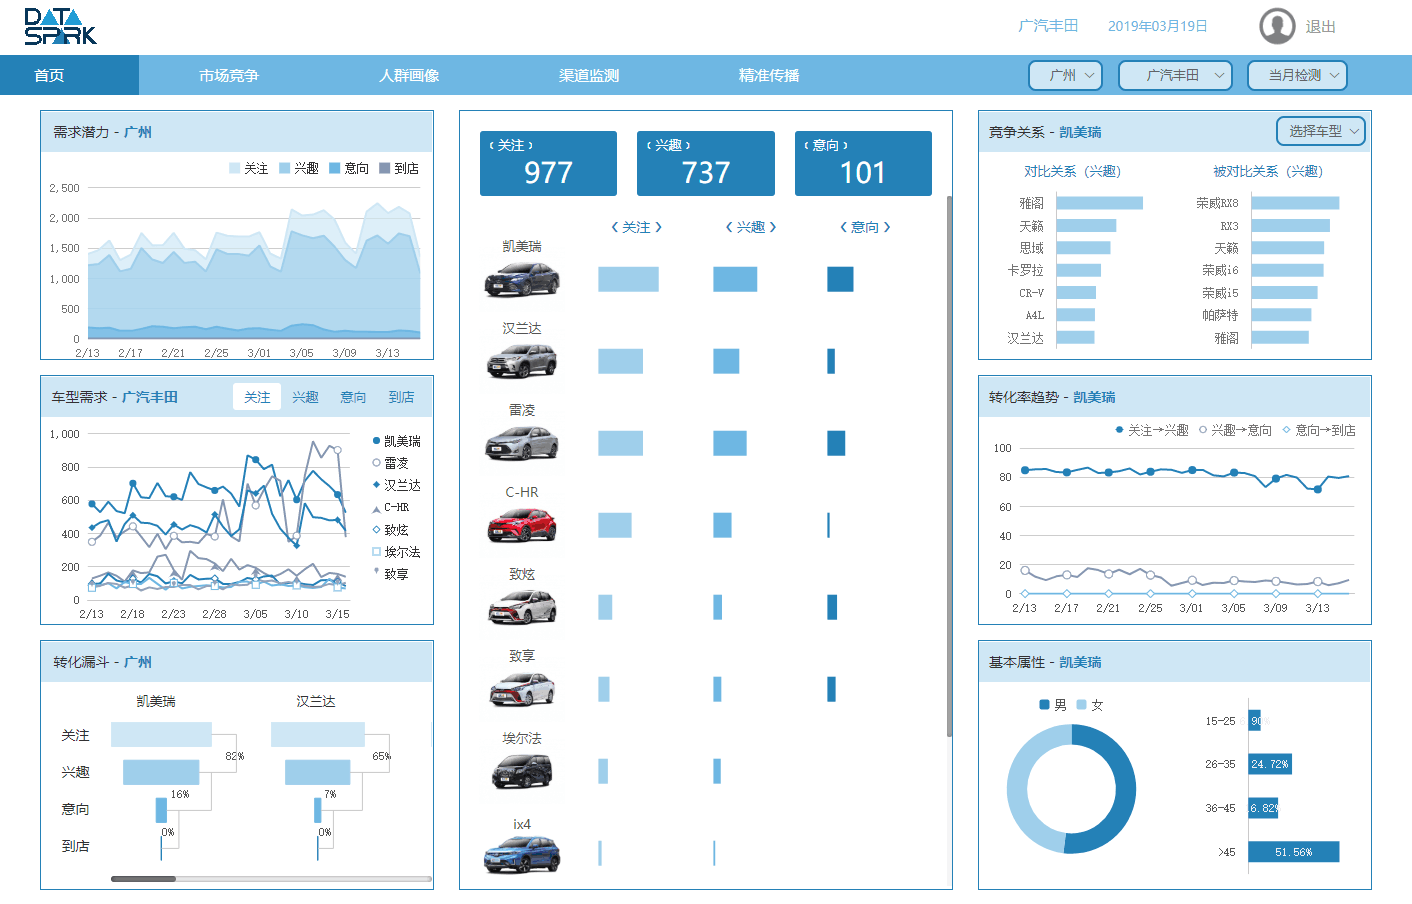 DATA
SPARK
广汽丰田 2019年03月19日 退出
首页 市场竞争 人群画像 渠道监测 精准传播 广州 广汽丰田 当月检测
需求潜力 - 广州
关注 兴趣 意向 到店
2,500
2,000
1,500
1,000
500
0
2/13 2/17 2/21 2/25 3/01 3/05 3/09 3/13
车型需求 - 广汽丰田 关注 兴趣 意向 到店
1,000
800
600
400
200
0
2/13 2/18 2/23 2/28 3/05 3/10 3/15
凯美瑞
雷凌
汉兰达
C-HR
致炫
埃尔法
致享
转化漏斗 - 广州
凯美瑞 汉兰达
关注
兴趣
意向
到店
82% 65%
16% 7%
0% 0%
关注 兴趣 意向
977 737 101
关注 兴趣 意向
凯美瑞
汉兰达
雷凌
C-HR
致炫
致享
埃尔法
ix4
竞争关系 - 凯美瑞 选择车型
对比关系（兴趣） 被对比关系（兴趣）
雅阁 荣威RX8
天籁 RX3
思域 天籁
卡罗拉 荣威i6
CR-V 荣威i5
A4L 帕萨特
汉兰达 雅阁
转化率趋势 - 凯美瑞
关注→兴趣 兴趣→意向 意向→到店
100
80
60
40
20
0
2/13 2/17 2/21 2/25 3/01 3/05 3/09 3/13
基本属性 - 凯美瑞
男 女
15-25
26-35 24.72%
36-45 6.82%
>45 51.56%